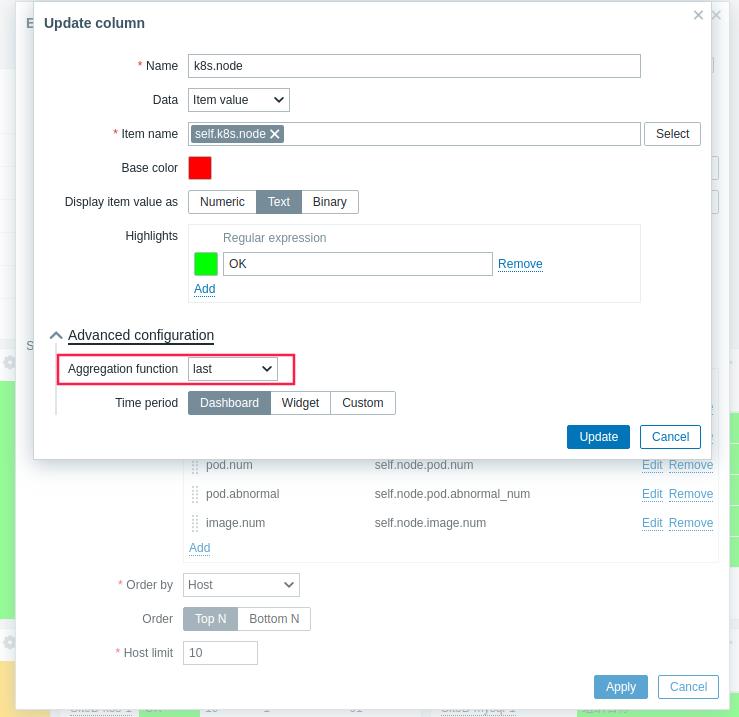 Update column
* Name k8s.node
Data Item value
* Item name self.k8s.node Select
Base color
Display item value as Numeric Text Binary
Highlights Regular expression
OK Remove
Add
Advanced configuration
Aggregation function last
Time period Dashboard Widget Custom
Update Cancel
pod.num self.node.pod.num Edit Remove
pod.abnormal self.node.pod.abnormal_num Edit Remove
image.num self.node.image.num Edit Remove
Add
* Order by Host
Order Top N Bottom N
* Host limit 10
Apply Cancel